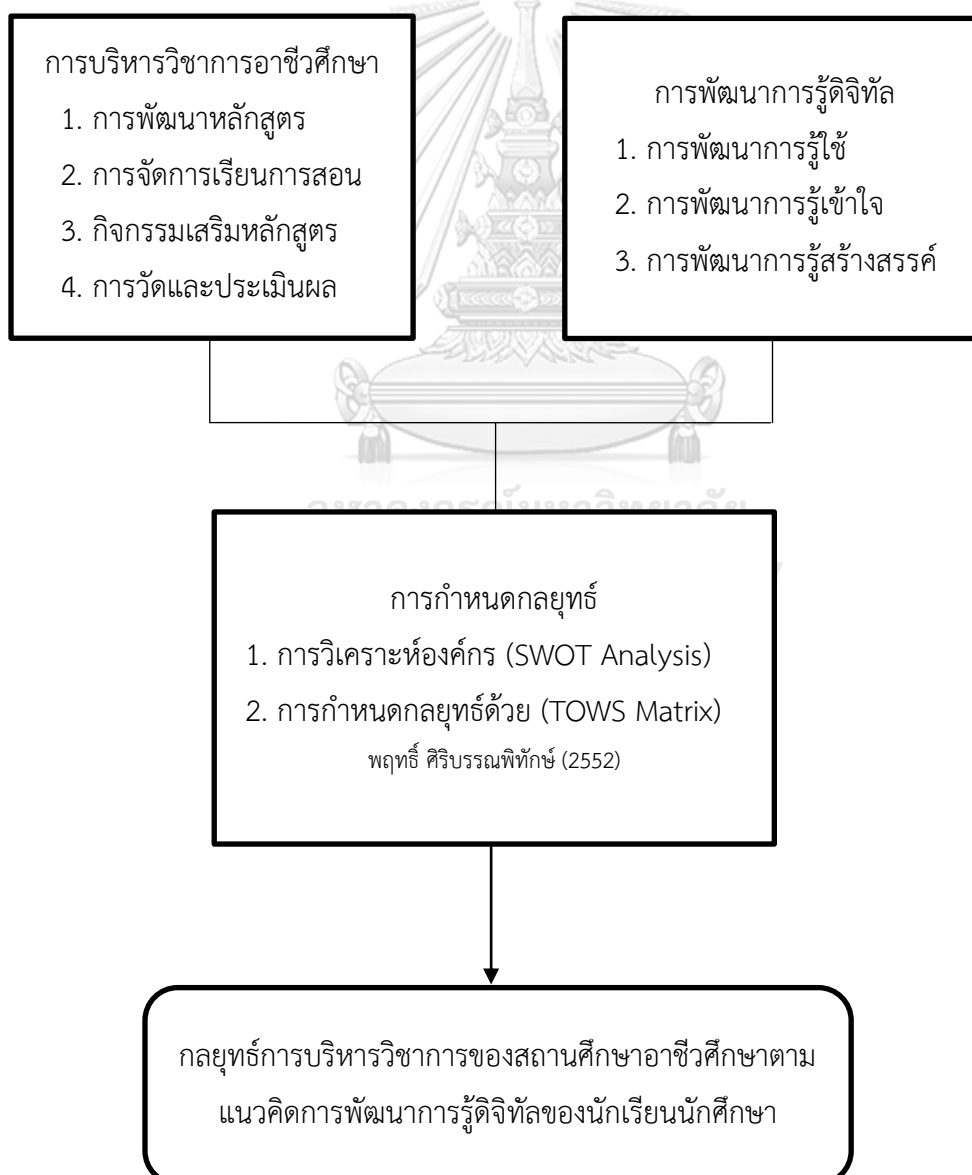 การบริหารวิชาการอาชีวศึกษา
1. การพัฒนาหลักสูตร
2. การจัดการเรียนการสอน
3. กิจกรรมเสริมหลักสูตร
4. การวัดและประเมินผล
การพัฒนาการรู้ดิจิทัล
1. การพัฒนาการรู้ใช้
2. การพัฒนาการรู้เข้าใจ
3. การพัฒนาการรู้สร้างสรรค์
การกำหนดกลยุทธ์
1. การวิเคราะห์องค์กร (SWOT Analysis)
2. การกำหนดกลยุทธ์ด้วย (TOWS Matrix)
พฤทธิ์ ศิริบรรณพิทักษ์ (2552)
กลยุทธ์การบริหารวิชาการของสถานศึกษาอาชีวศึกษาตาม
แนวคิดการพัฒนาการรู้ดิจิทัลของนักเรียนนักศึกษา